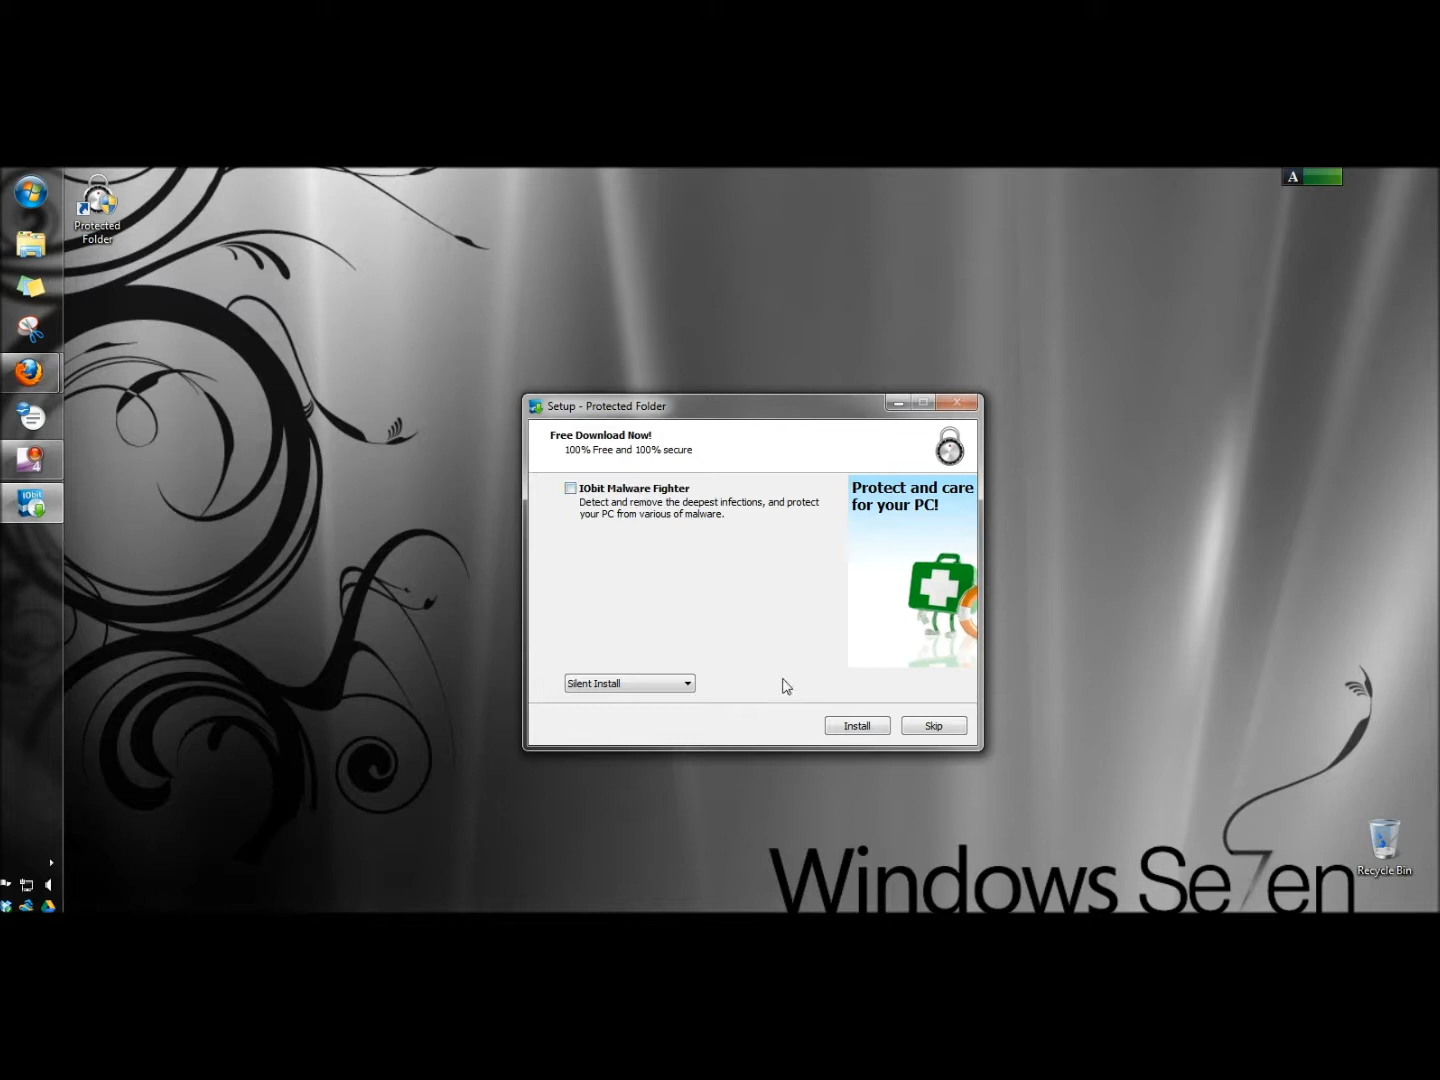 Protected
Folder
A
Setup - Protected Folder
Free Download Now!
100% Free and 100% secure
IObit Malware Fighter
Detect and remove the deepest infections, and protect
your PC from various of malware.
Protect and care
for your PC!
Silent Install
Install
Skip
4
IObit
Windows Se7en
Recycle Bin